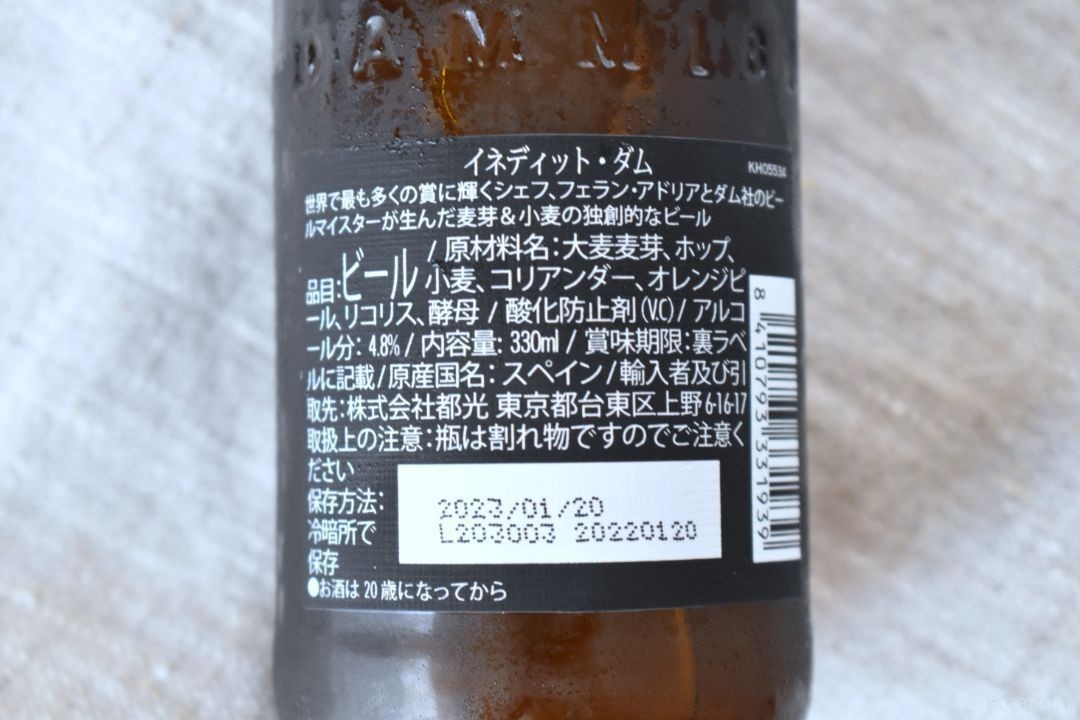 DAMM
イネディット・ダム
KH05534
世界で最も多くの賞に輝くシェフ、フェラン・アドリアとダム社のビー
ルマイスターが生んだ麦芽&小麦の独創的なビール
品目:ビール / 原材料名:大麦麦芽、ホップ、
小麦、コリアンダー、オレンジピ
ール、リコリス、酵母 / 酸化防止剤(V.C) / アルコ
ール分: 4.8% / 内容量: 330ml / 賞味期限:裏ラベ
ルに記載 / 原産国名:スペイン / 輸入者及び引
取先:株式会社都光 東京都台東区上野6-16-17
取扱上の注意:瓶は割れ物ですのでご注意く
ださい
保存方法:
冷暗所で
保存
2023/01/20
L203003 20220120
●お酒は20歳になってから
8 410793 331939